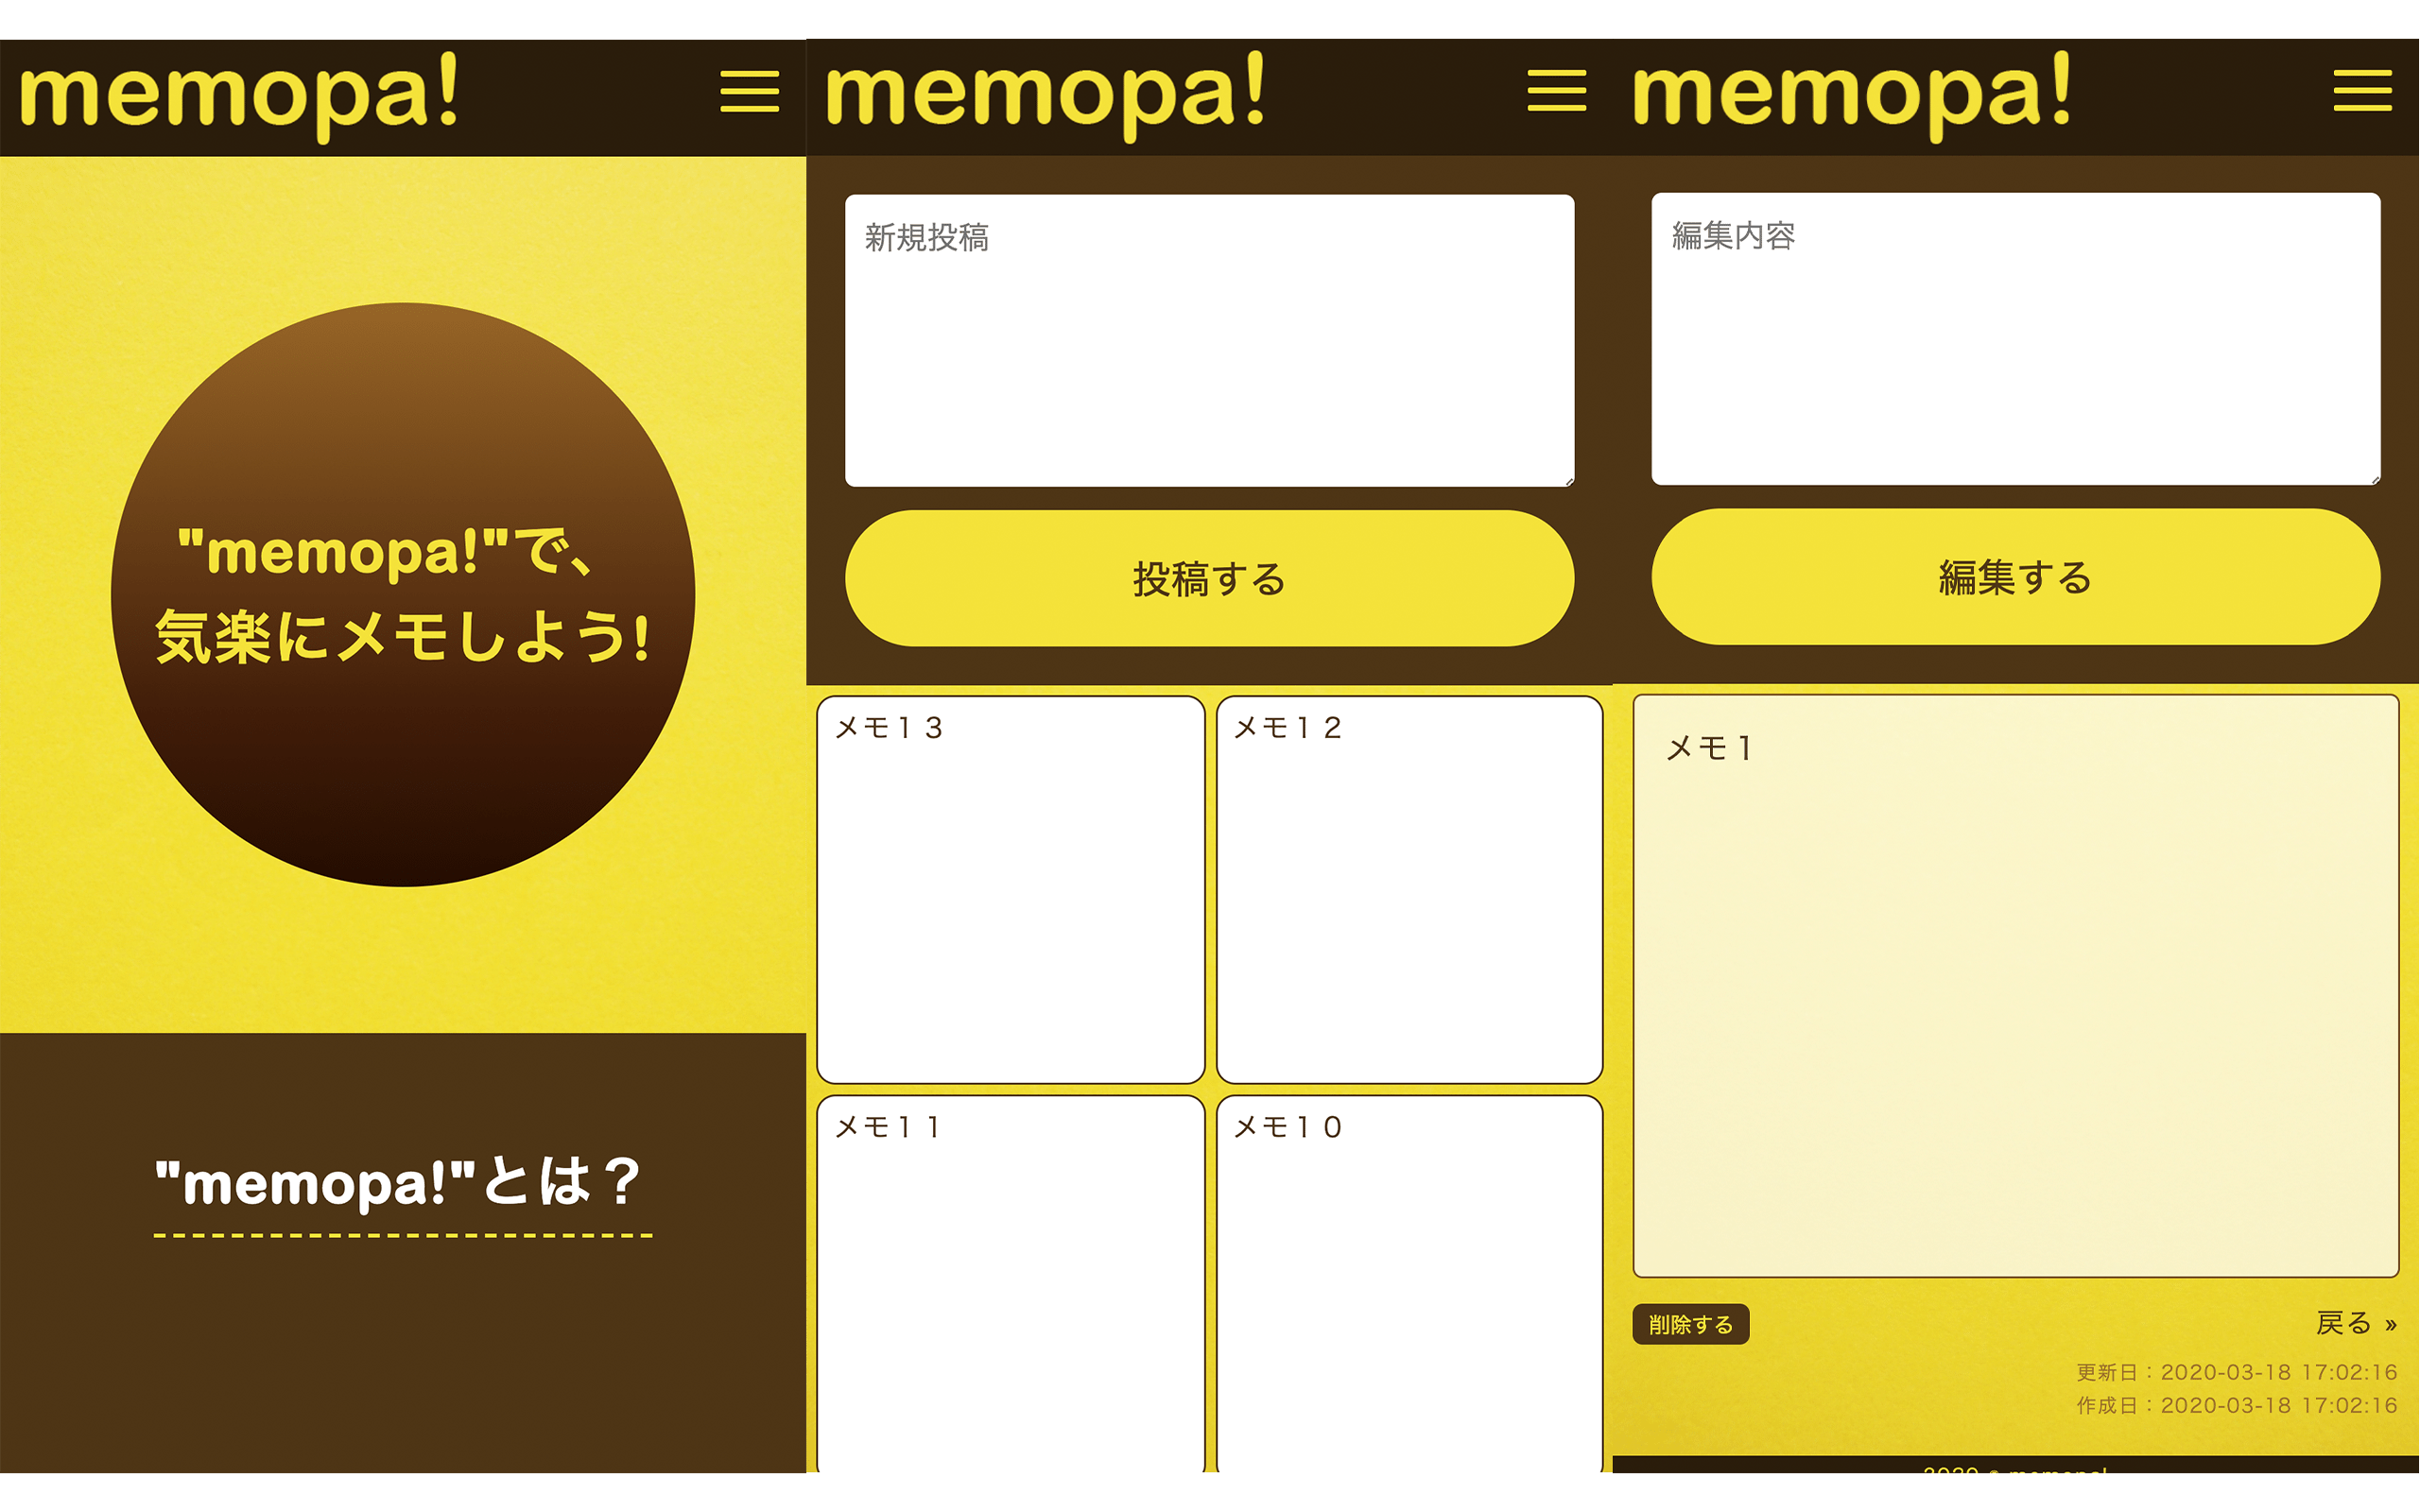 memopa!
"memopa!"で、
気楽にメモしよう!
"memopa!"とは？
memopa!
新規投稿
投稿する
メモ１３
メモ１２
メモ１１
メモ１０
memopa!
編集内容
編集する
メモ１
削除する
戻る »
更新日：2020-03-18 17:02:16
作成日：2020-03-18 17:02:16